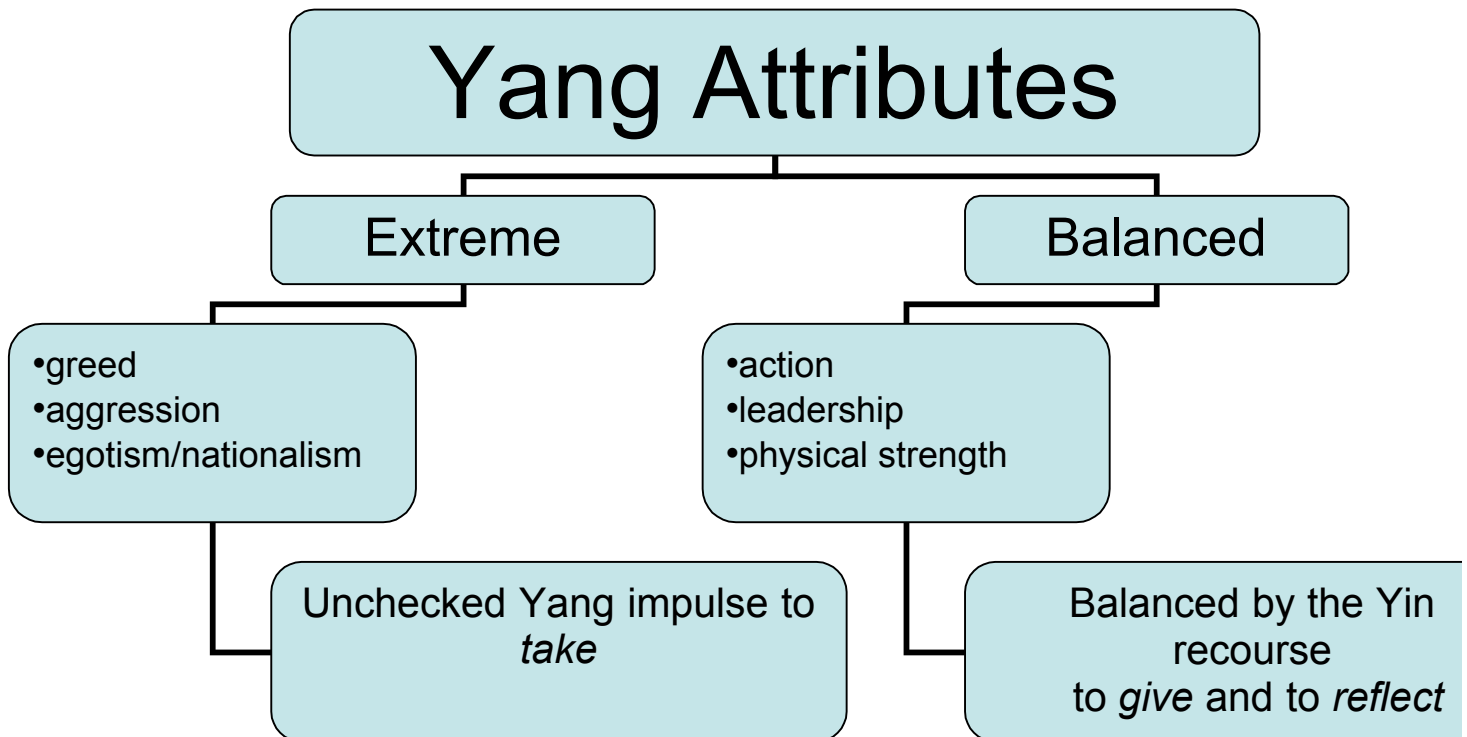 Yang Attributes
Extreme
Balanced
•greed
•aggression
•egotism/nationalism
•action
•leadership
•physical strength
Unchecked Yang impulse to
take
Balanced by the Yin
recourse
to give and to reflect